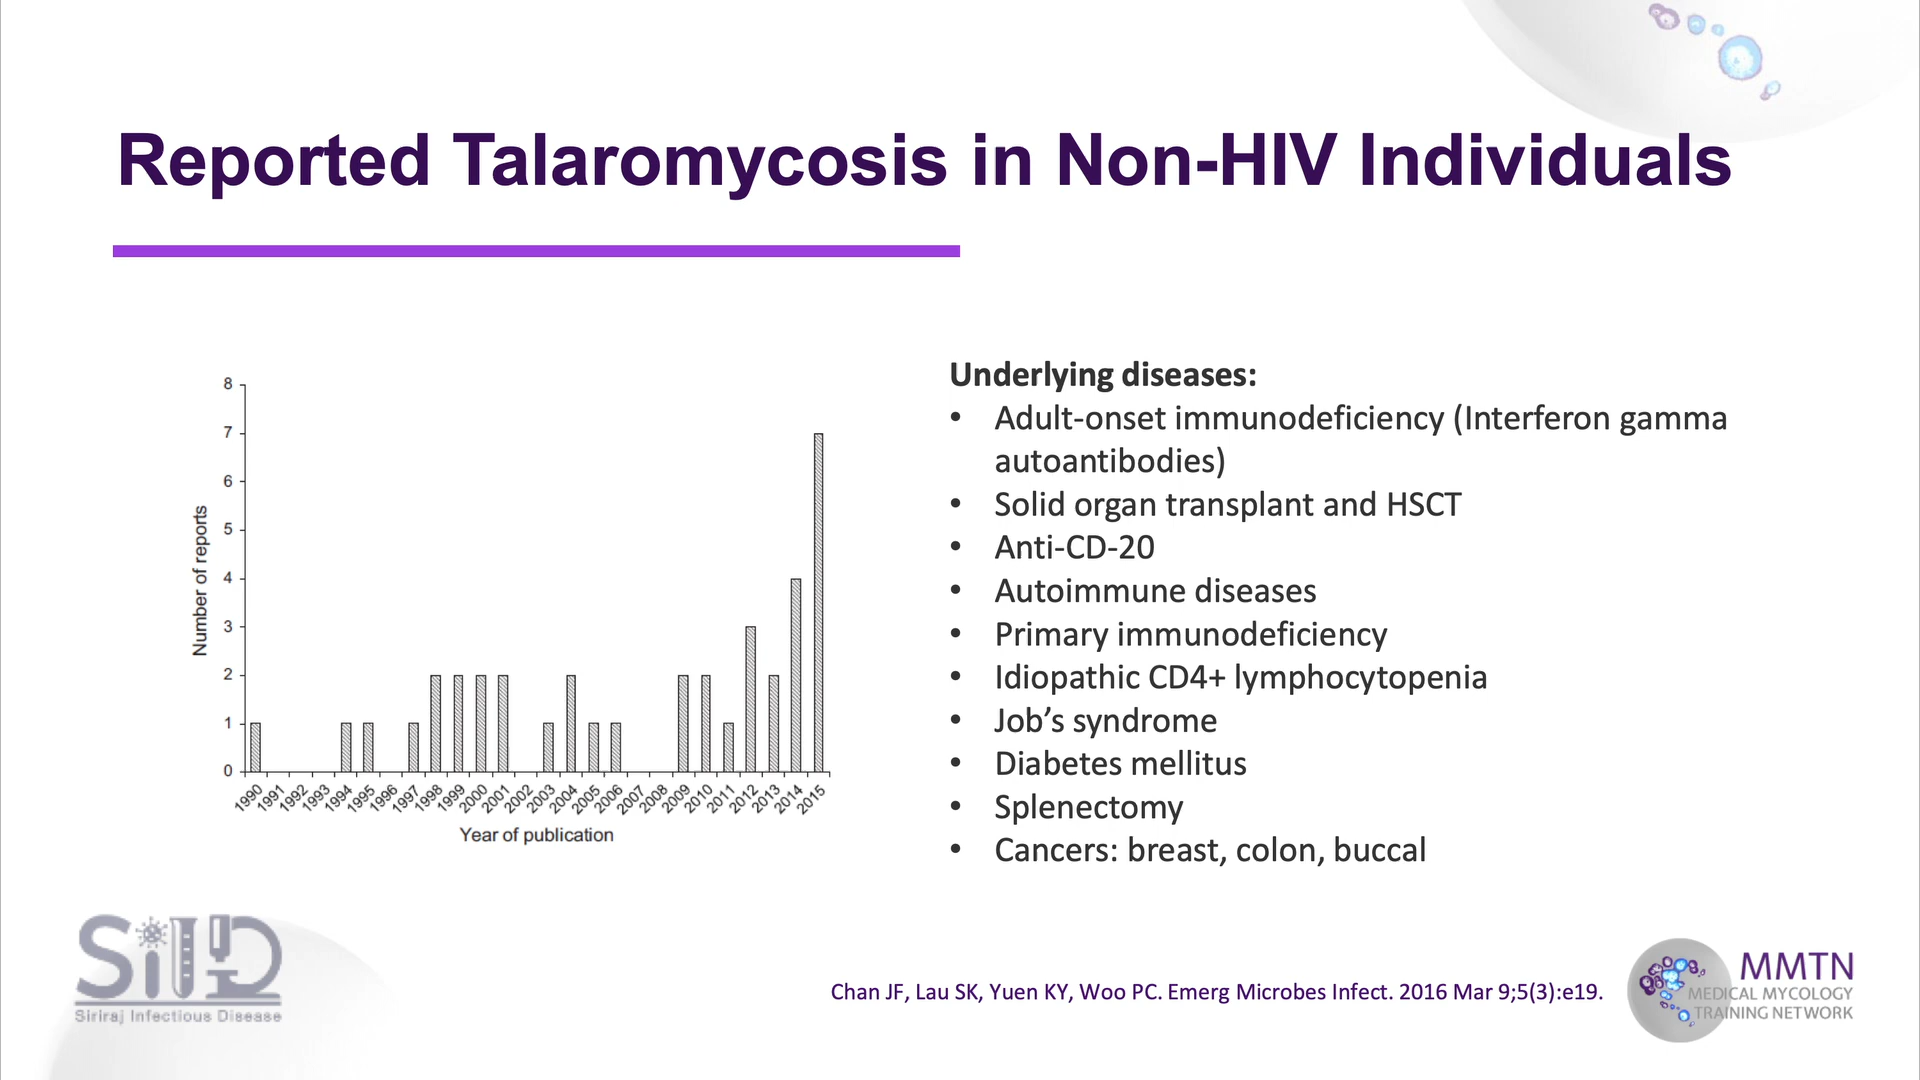 Reported Talaromycosis in Non-HIV Individuals
8
7
6
5
4
3
2
1
0
Number of reports
1990 1991 1992 1993 1994 1995 1996 1997 1998 1999 2000 2001 2002 2003 2004 2005 2006 2007 2008 2009 2010 2011 2012 2013 2014 2015
Year of publication
Underlying diseases:
• Adult-onset immunodeficiency (Interferon gamma
autoantibodies)
• Solid organ transplant and HSCT
• Anti-CD-20
• Autoimmune diseases
• Primary immunodeficiency
• Idiopathic CD4+ lymphocytopenia
• Job’s syndrome
• Diabetes mellitus
• Splenectomy
• Cancers: breast, colon, buccal
SiID
Siriraj Infectious Disease
Chan JF, Lau SK, Yuen KY, Woo PC. Emerg Microbes Infect. 2016 Mar 9;5(3):e19.
MMTN
MEDICAL MYCOLOGY
TRAINING NETWORK